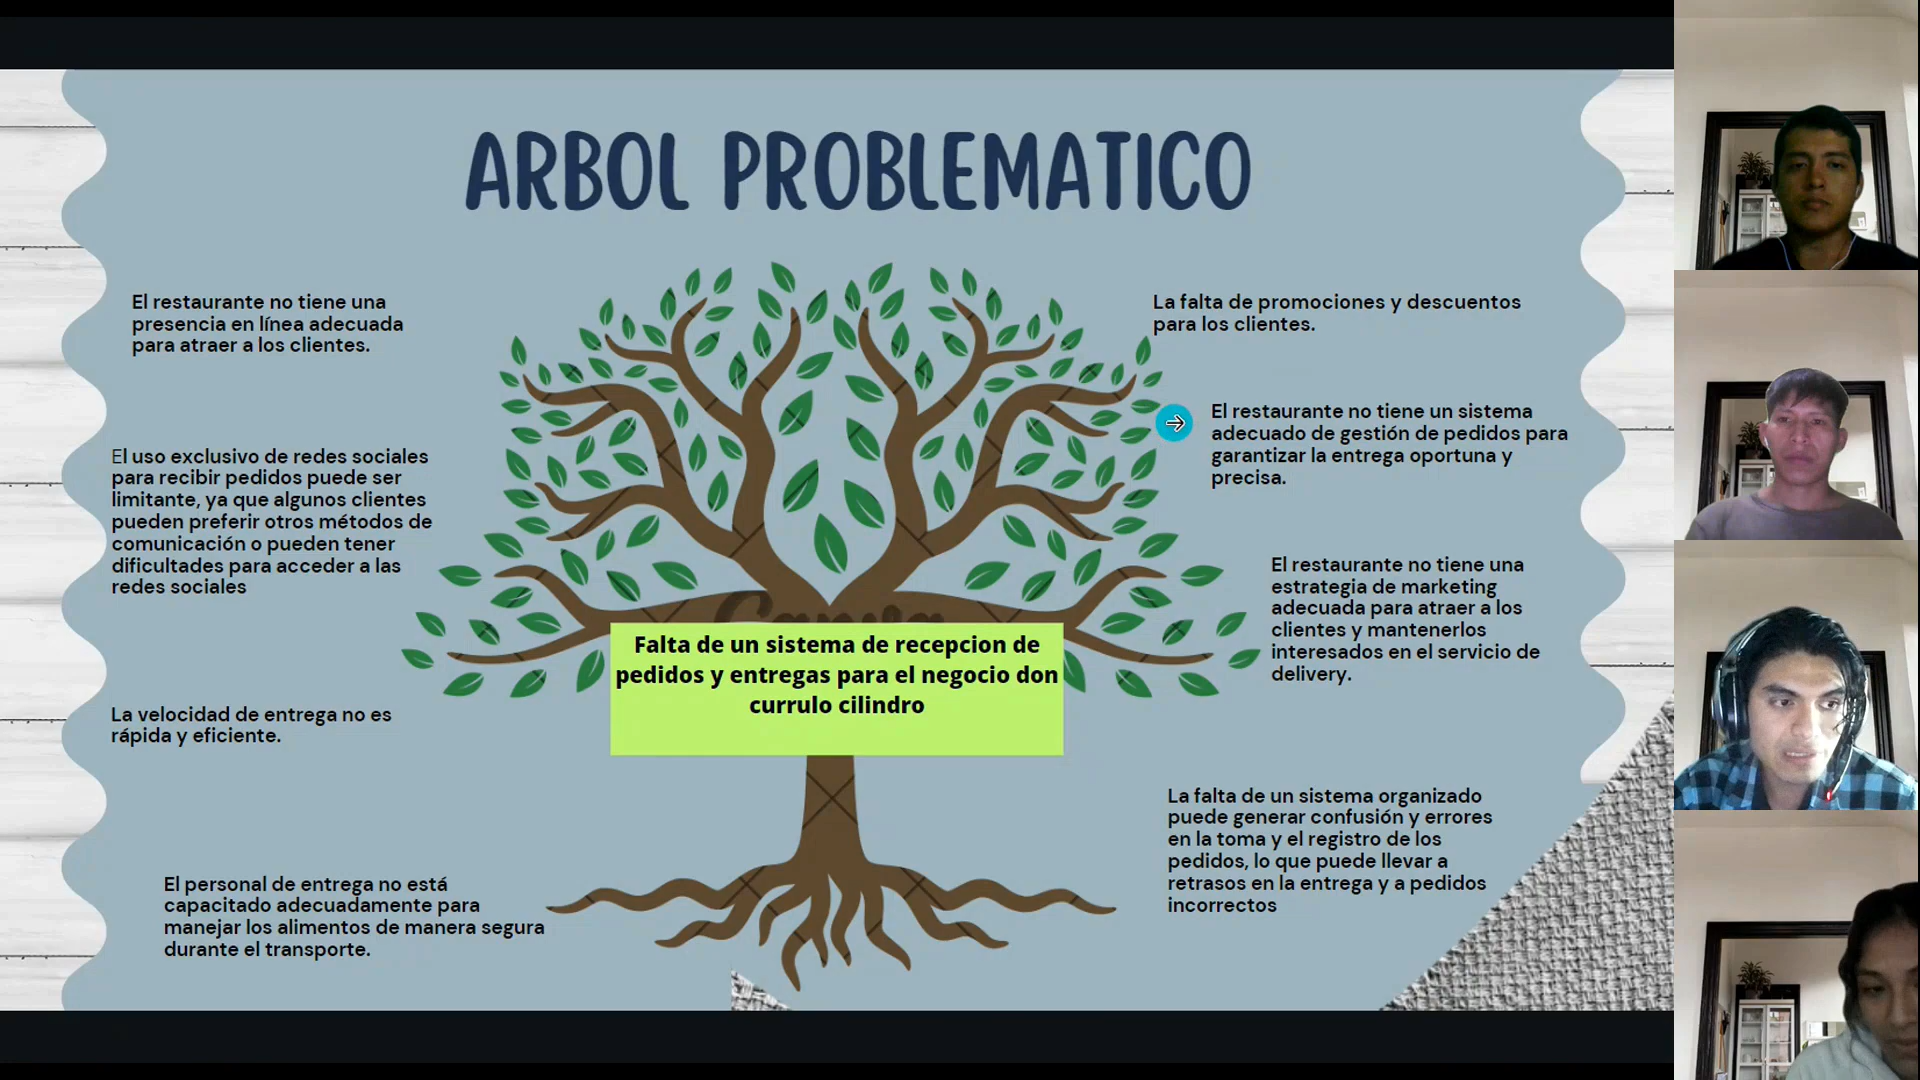 ARBOL PROBLEMATICO
El restaurante no tiene una
presencia en línea adecuada
para atraer a los clientes.
El uso exclusivo de redes sociales
para recibir pedidos puede ser
limitante, ya que algunos clientes
pueden preferir otros métodos de
comunicación o pueden tener
dificultades para acceder a las
redes sociales
La velocidad de entrega no es
rápida y eficiente.
El personal de entrega no está
capacitado adecuadamente para
manejar los alimentos de manera segura
durante el transporte.
Falta de un sistema de recepcion de
pedidos y entregas para el negocio don
currulo cilindro
La falta de promociones y descuentos
para los clientes.
El restaurante no tiene un sistema
adecuado de gestión de pedidos para
garantizar la entrega oportuna y
precisa.
El restaurante no tiene una
estrategia de marketing
adecuada para atraer a los
clientes y mantenerlos
interesados en el servicio de
delivery.
La falta de un sistema organizado
puede generar confusión y errores
en la toma y el registro de los
pedidos, lo que puede llevar a
retrasos en la entrega y a pedidos
incorrectos